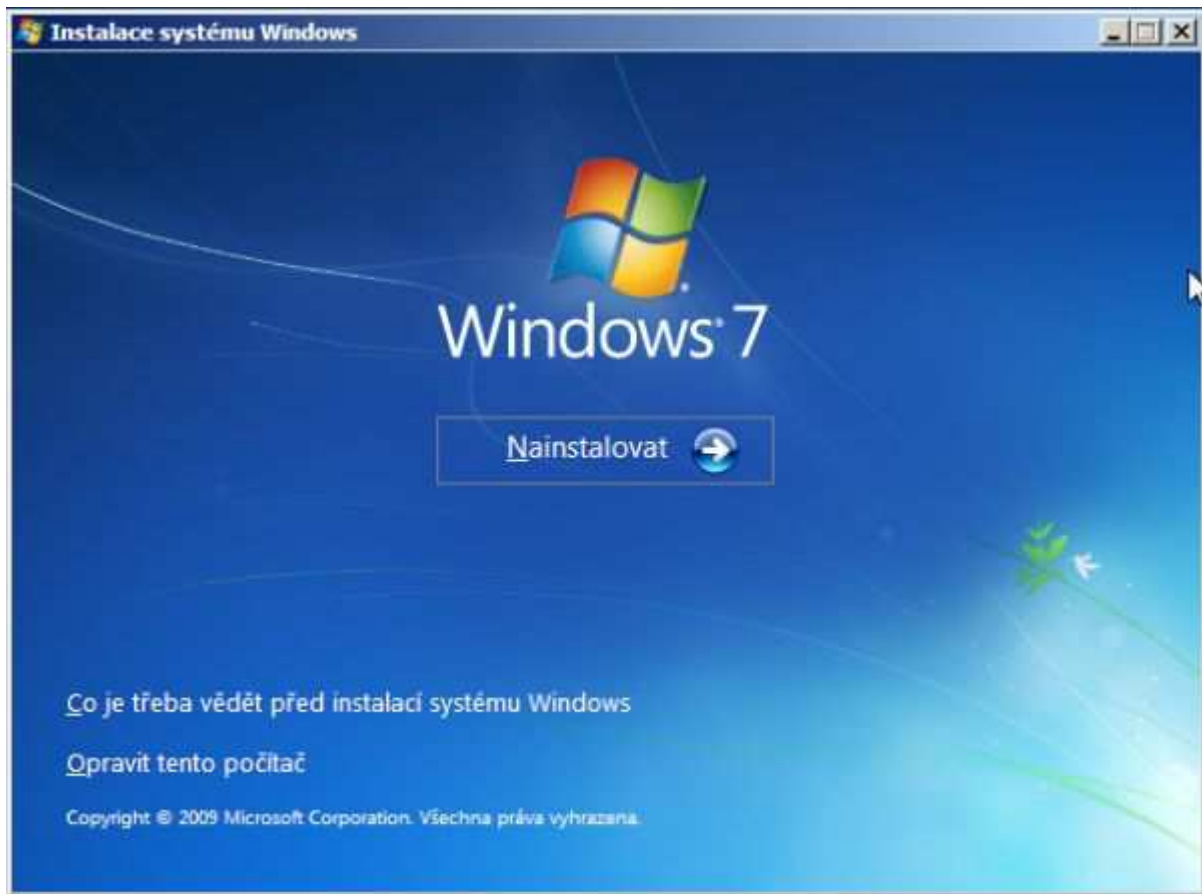 Instalace systému Windows
Windows 7
Nainstalovat
Co je třeba vědět před instalací systému Windows
Opravit tento počítač
Copyright © 2009 Microsoft Corporation. Všechna práva vyhrazena.